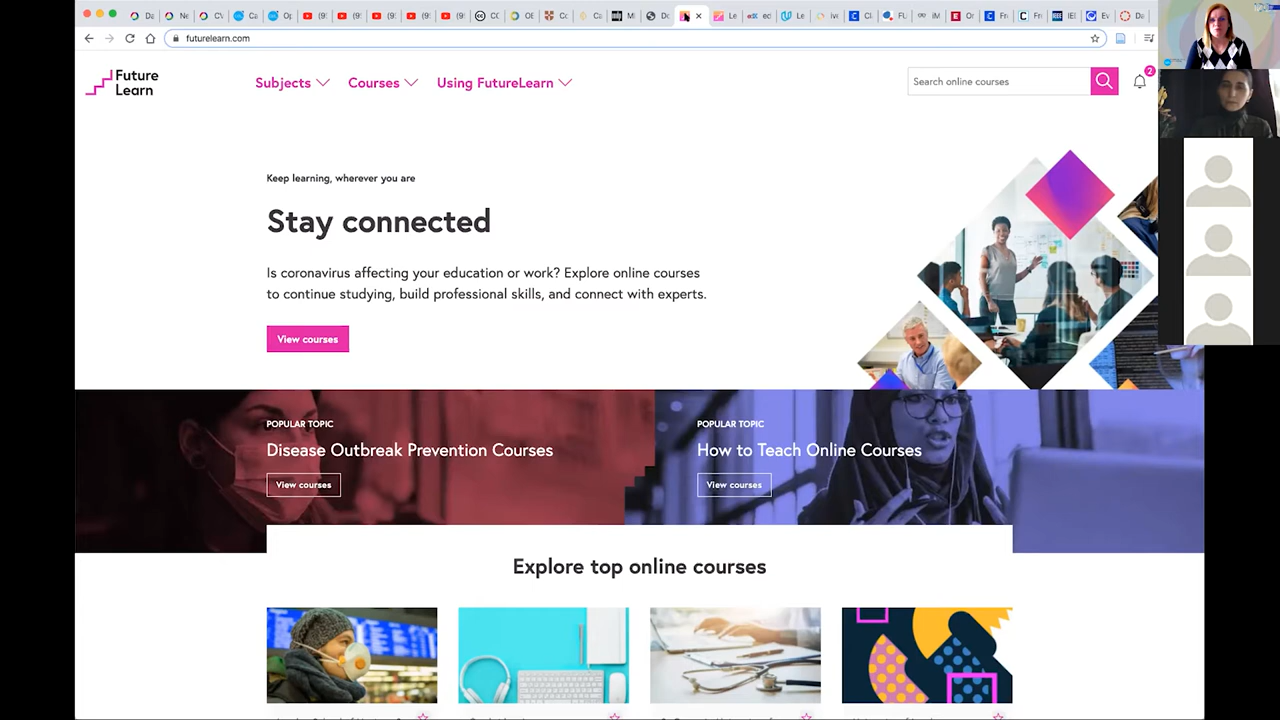 futurelearn.com
Future
Learn
Subjects
Courses
Using FutureLearn
Search online courses
2
Keep learning, wherever you are
Stay connected
Is coronavirus affecting your education or work? Explore online courses
to continue studying, build professional skills, and connect with experts.
View courses
POPULAR TOPIC
Disease Outbreak Prevention Courses
View courses
POPULAR TOPIC
How to Teach Online Courses
View courses
Explore top online courses